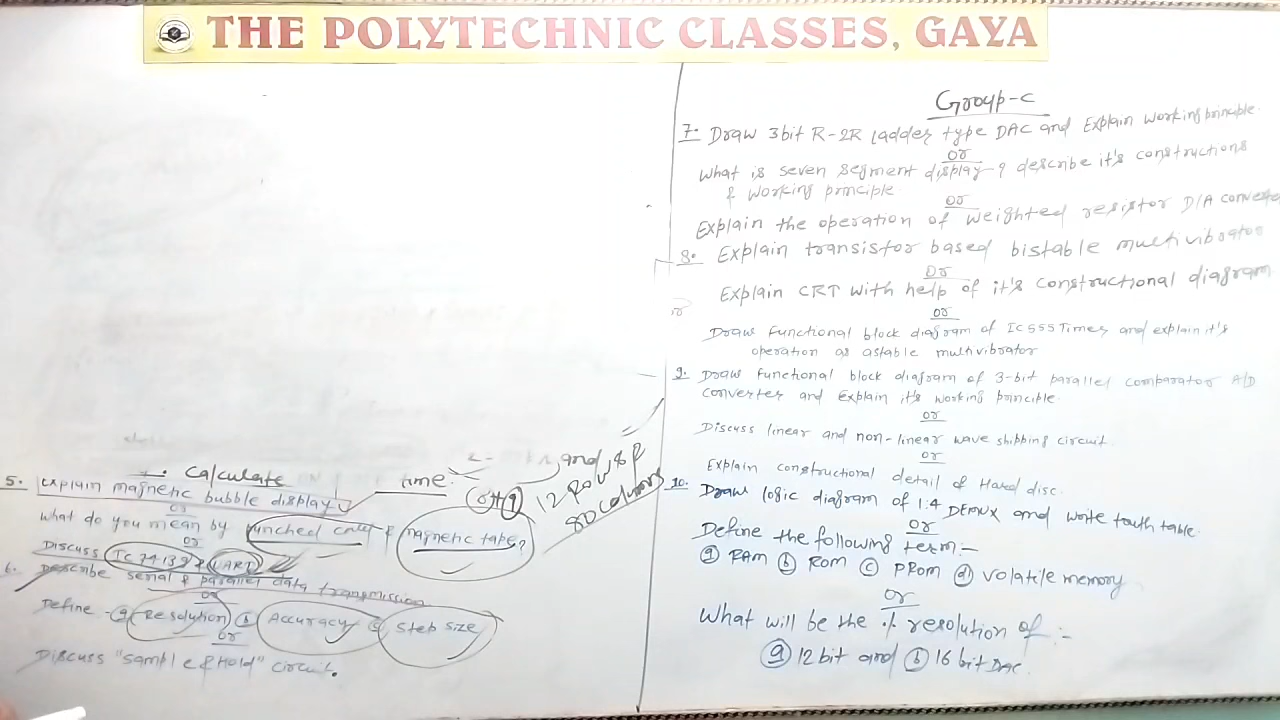 THE POLYTECHNIC CLASSES, GAYA
Calculate time.
and 8 &
12 Rows &
80 columns
5. Explain magnetic bubble display
or
What do you mean by punched card & magnetic tape?
or
Discuss IC 74139 & UART
6. Describe serial & parallel data transmission
or
Define - (a) Resolution (b) Accuracy (c) Step size
or
Discuss "Sample & Hold" circuit.
Group-C
7. Draw 3bit R-2R Ladder type DAC and Explain working principle.
or
What is seven segment display & describe it's constructions
& working principle.
or
Explain the operation of weighted resistor D/A converter
8. Explain transistor based bistable multivibrator
or
Explain CRT with help of it's constructional diagram
or
Draw Functional block diagram of IC555 Timer and explain it's
operation as astable multivibrator
9. Draw functional block diagram of 3-bit parallel comparator A/D
converter and explain it's working principle.
or
Discuss linear and non-linear wave shipping circuit.
or
Explain constructional detail of Hard disc.
10. Draw logic diagram of 1:4 DEMUX and write touth table.
or
Define the following term:-
(a) RAM (b) ROM (c) PROM (d) volatile memory
or
What will be the % resolution of:-
(a) 12 bit and (b) 16 bit DAC.